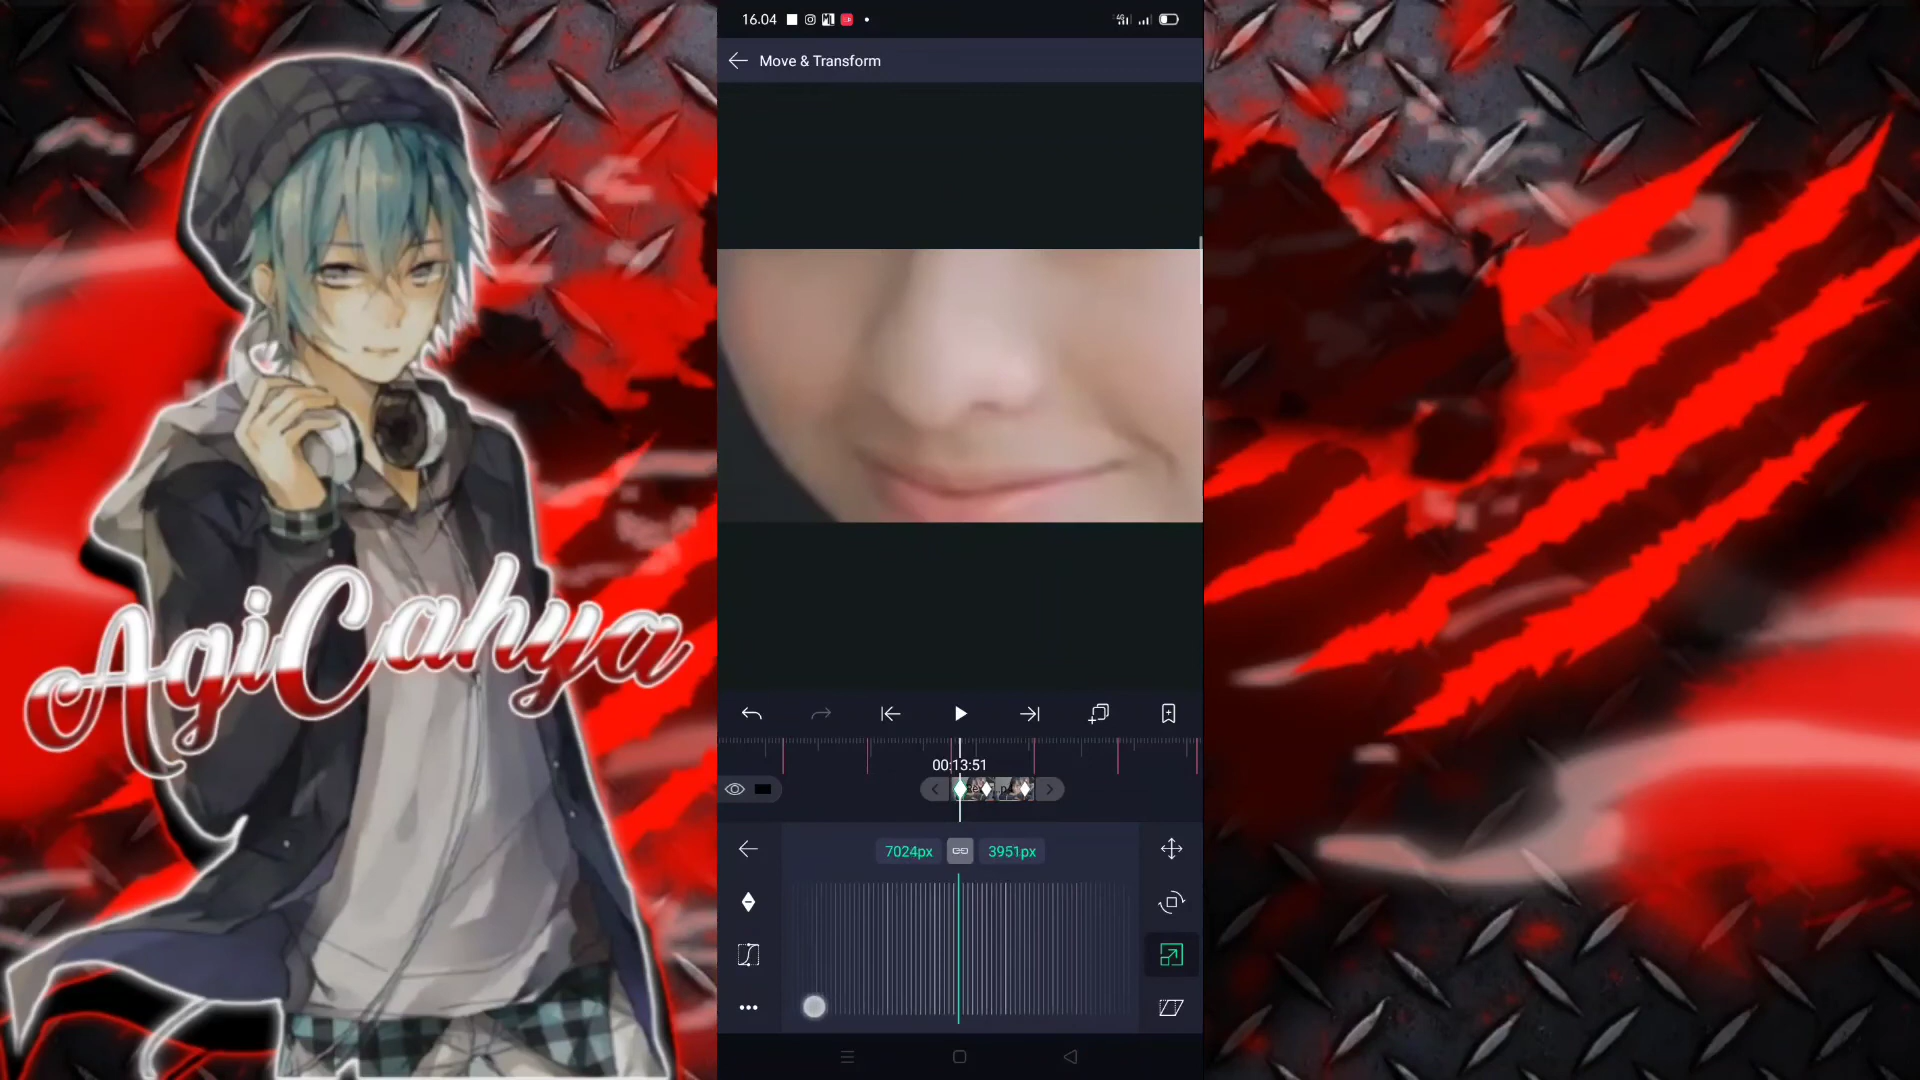 16.04
Move & Transform
AgiCahya
00:13:51
7024px
3951px